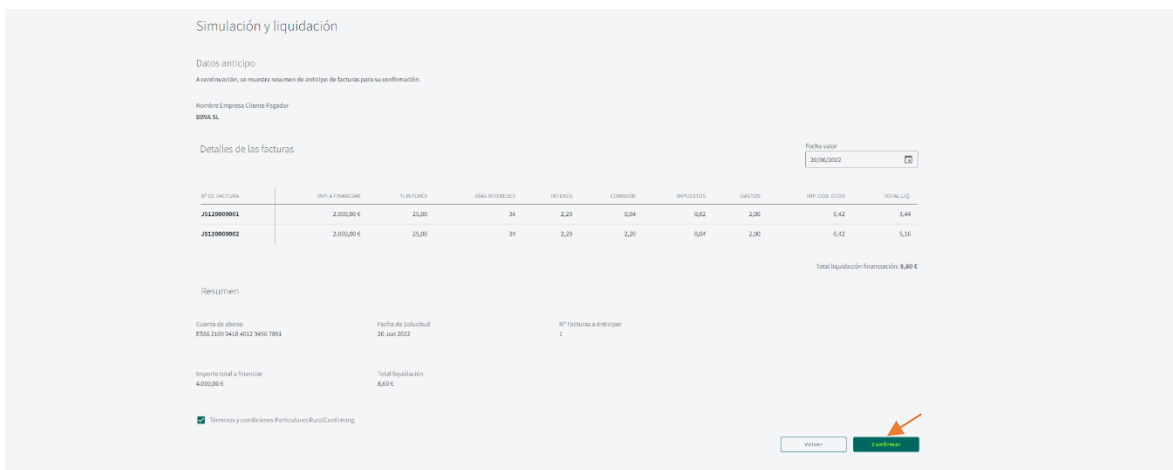 Simulación y liquidación
Datos anticipo
A continuación, se muestra resumen de anticipo de facturas para su confirmación.
Nombre Empresa Cliente Pagador
BBVA SL
Detalles de las facturas
Fecha valor
20/06/2022
Nº DE FACTURA IMP. A FINANCIAR % INTERÉS DÍAS INTERESES INTERÉS COMISIÓN IMPUESTOS GASTOS IMP. COB. GTOS TOTAL LIQ.
J5120000001 2.000,00 € 25,00 34 2,20 0,04 0,02 2,00 0,42 3,44
J5120000002 2.000,00 € 25,00 34 2,20 2,20 0,04 2,00 0,42 5,16
Total liquidación financiación: 8,60 €
Resumen
Cuenta de abono Fecha de Solucitud Nº Facturas a Anticipar
ES66 2100 0418 4012 3456 7891 20 Jun 2022 1
Importe total a financiar Total liquidación
4.000,00 € 8,60 €
Términos y condiciones Particulares RuralConfirming
Volver Confirmar